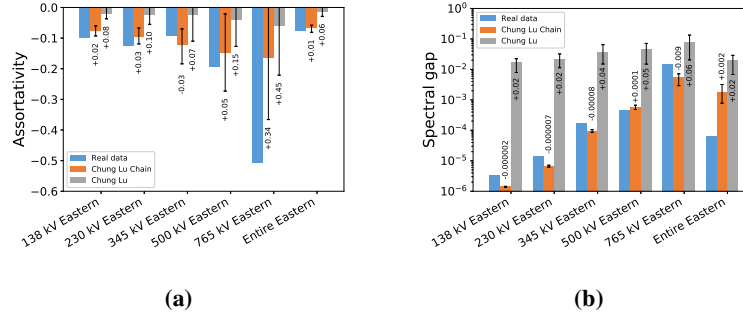 0.0
−0.1
−0.2
−0.3
−0.4
−0.5
−0.6
Assortativity
+0.02
+0.08
+0.03
+0.10
-0.03
+0.07
+0.05
+0.15
+0.34
+0.45
+0.01
+0.06
Real data
Chung Lu Chain
Chung Lu
138 kV Eastern
230 kV Eastern
345 kV Eastern
500 kV Eastern
765 kV Eastern
Entire Eastern
(a)
10⁰
10⁻¹
10⁻²
10⁻³
10⁻⁴
10⁻⁵
10⁻⁶
Spectral gap
Real data
Chung Lu Chain
Chung Lu
-0.000002
+0.02
-0.000007
+0.02
-0.00008
+0.04
+0.0001
+0.05
-0.009
+0.06
+0.002
+0.02
138 kV Eastern
230 kV Eastern
345 kV Eastern
500 kV Eastern
765 kV Eastern
Entire Eastern
(b)